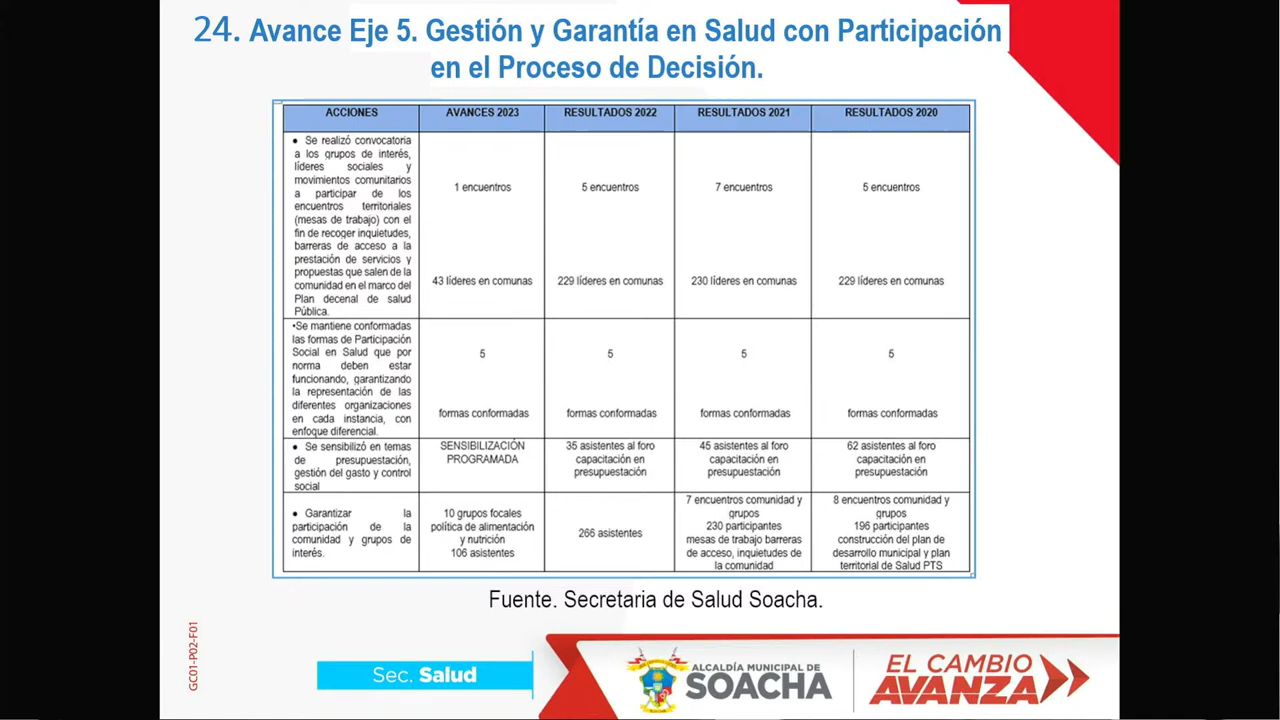 24. Avance Eje 5. Gestión y Garantía en Salud con Participación
en el Proceso de Decisión.
ACCIONES
AVANCES 2023
RESULTADOS 2022
RESULTADOS 2021
RESULTADOS 2020
• Se realizó convocatoria
a los grupos de interés,
líderes sociales y
movimientos comunitarios
a participar de los
encuentros territoriales
(mesas de trabajo) con el
fin de recoger inquietudes,
barreras de acceso a la
prestación de servicios y
propuestas que salen de la
comunidad en el marco del
Plan decenal de salud
Pública.
1 encuentros
43 líderes en comunas
5 encuentros
229 líderes en comunas
7 encuentros
230 líderes en comunas
5 encuentros
229 líderes en comunas
•Se mantiene conformadas
las formas de Participación
Social en Salud que por
norma deben estar
funcionando, garantizando
la representación de las
diferentes organizaciones
en cada instancia, con
enfoque diferencial.
5
formas conformadas
5
formas conformadas
5
formas conformadas
5
formas conformadas
• Se sensibilizó en temas
de presupuestación,
gestión del gasto y control
social
SENSIBILIZACIÓN
PROGRAMADA
35 asistentes al foro
capacitación en
presupuestación
45 asistentes al foro
capacitación en
presupuestación
62 asistentes al foro
capacitación en
presupuestación
• Garantizar la
participación de la
comunidad y grupos de
interés.
10 grupos focales
política de alimentación
y nutrición
106 asistentes
266 asistentes
7 encuentros comunidad y
grupos
230 participantes
mesas de trabajo barreras
de acceso, inquietudes de
la comunidad
8 encuentros comunidad y
grupos
196 participantes
construcción del plan de
desarrollo municipal y plan
territorial de Salud PTS
Fuente. Secretaria de Salud Soacha.
GC01-P02-F01
Sec. Salud
ALCALDÍA MUNICIPAL DE
SOACHA
EL CAMBIO
AVANZA